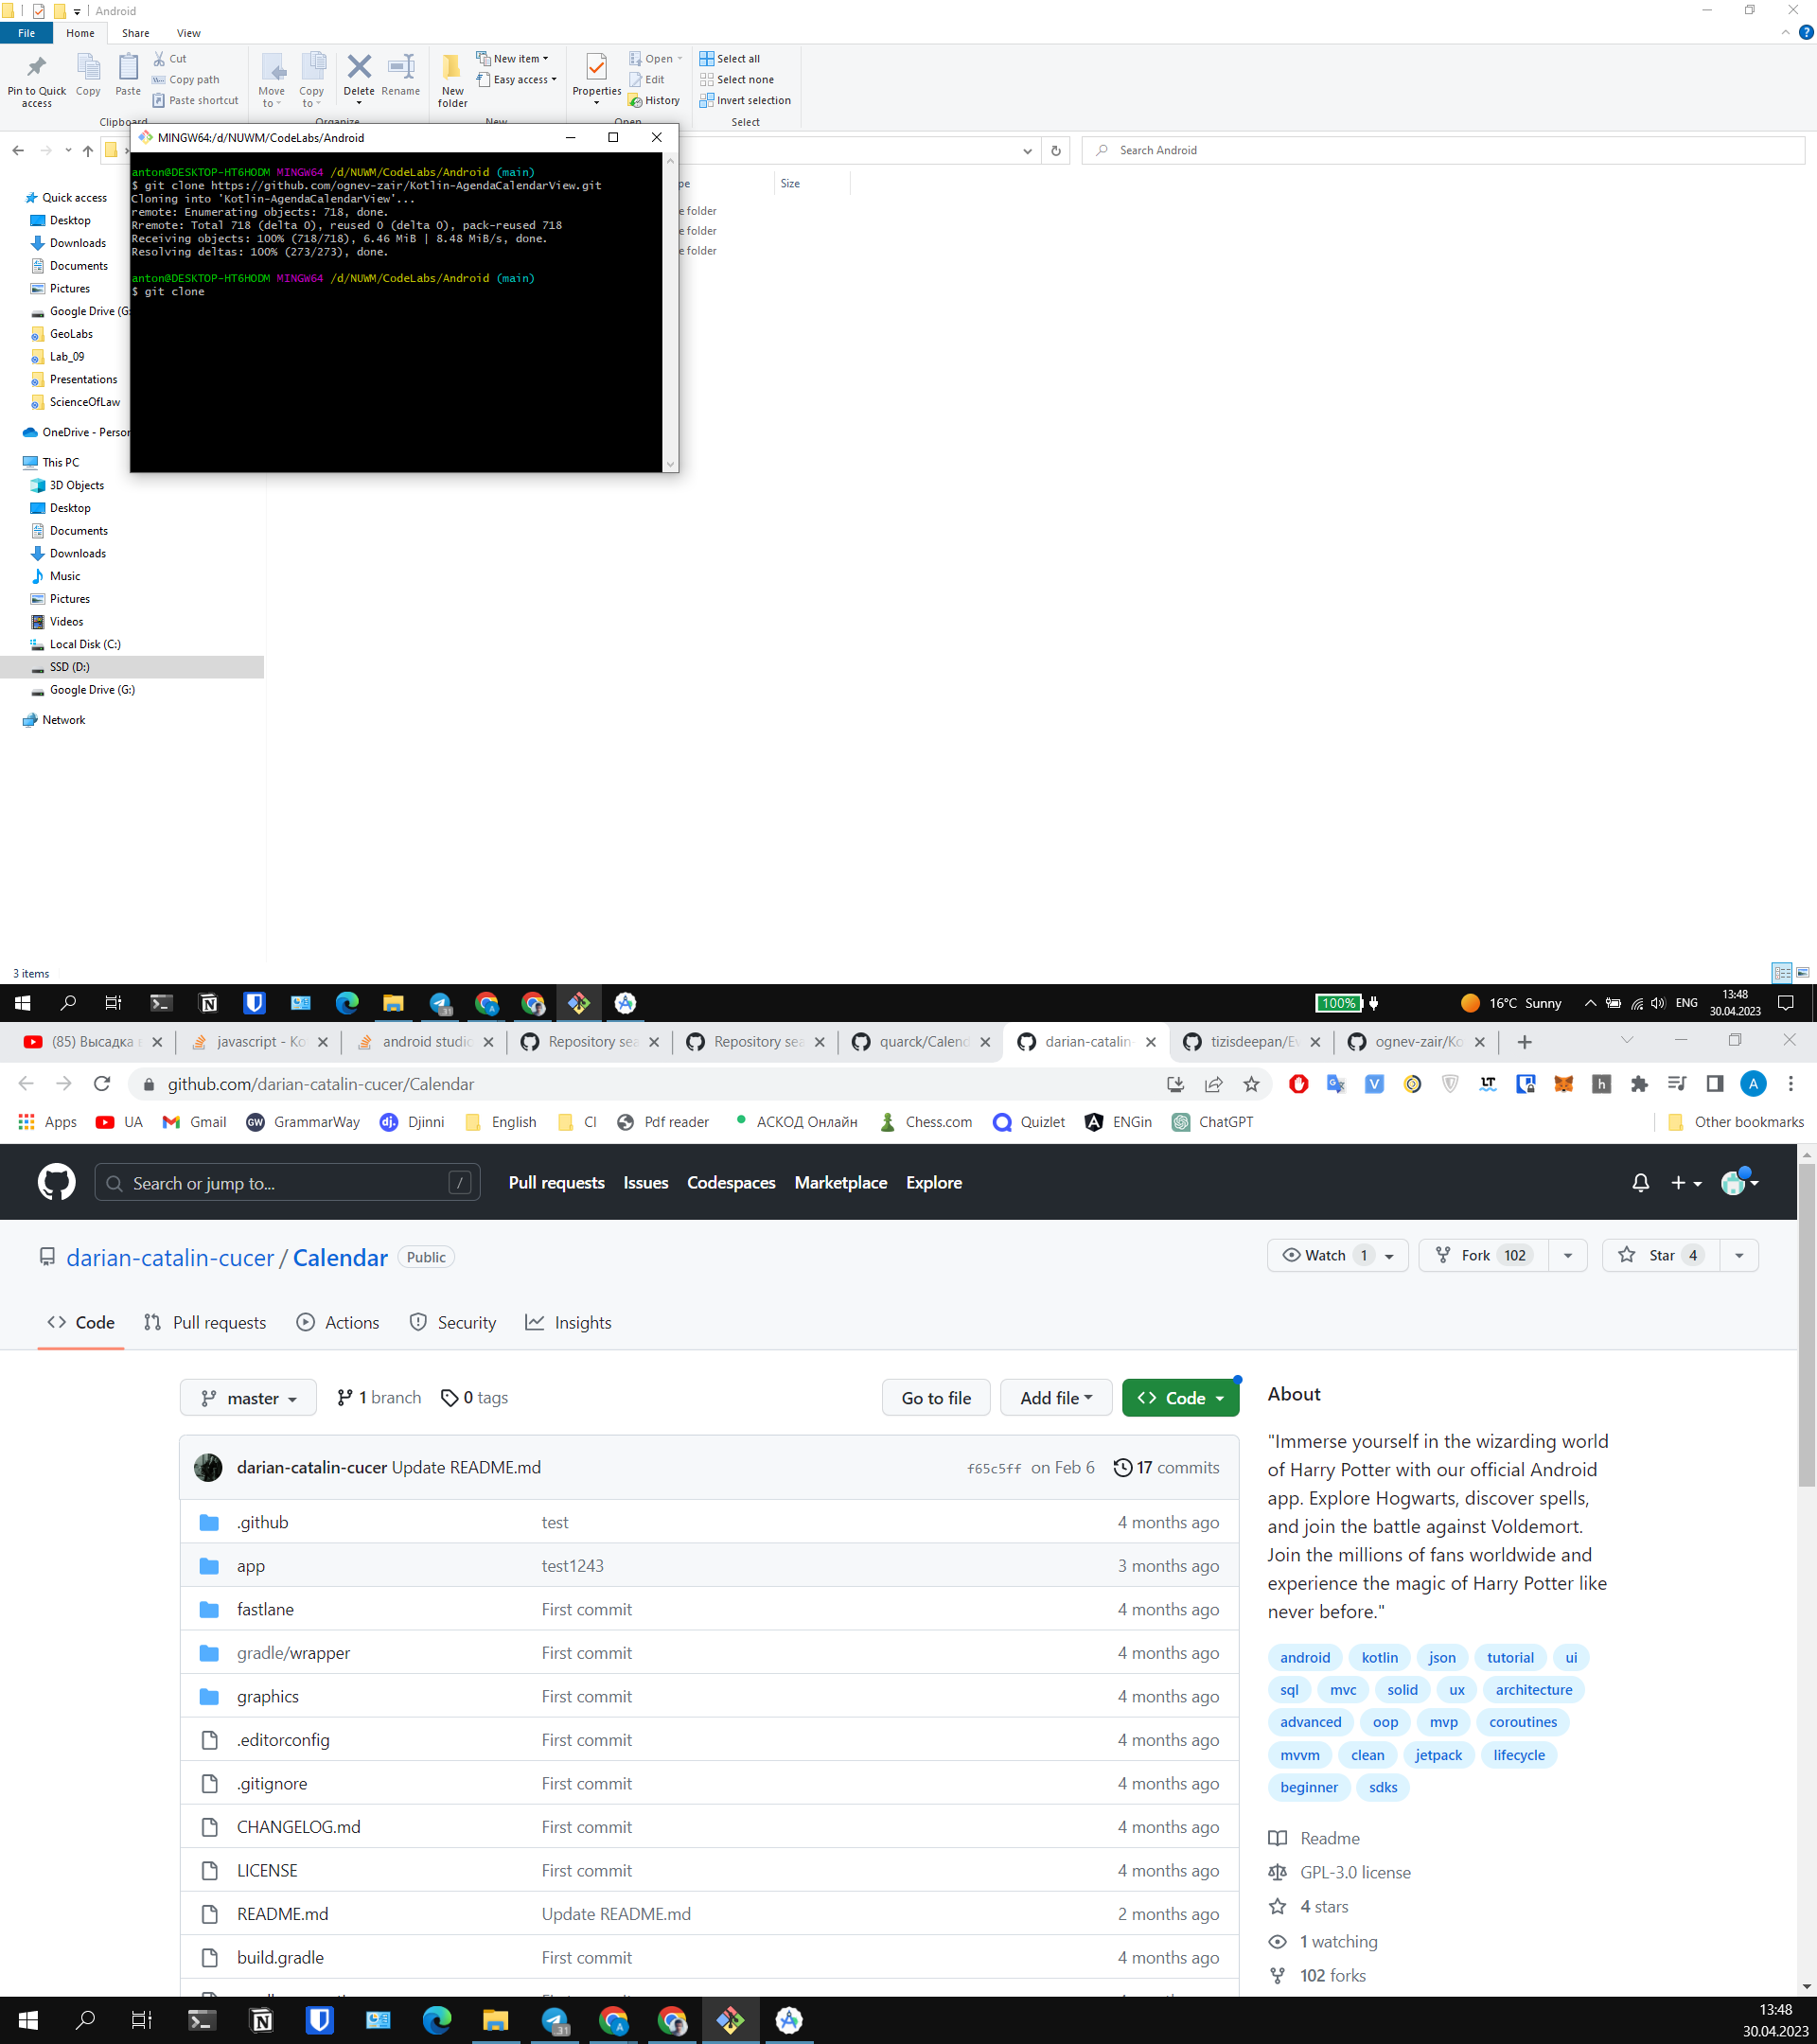 Android
File Home Share View
Pin to Quick access
Copy
Paste
Cut
Copy path
Paste shortcut
Clipboard
Move to
Copy to
Delete
Rename
Organize
New folder
New item
Easy access
New
Properties
Open
Edit
History
Open
Select all
Select none
Invert selection
Select
MINGW64:/d/NUWM/CodeLabs/Android
Search Android
Size
anton@DESKTOP-HT6HODM MINGW64 /d/NUWM/CodeLabs/Android (main)
$ git clone https://github.com/ognev-zair/Kotlin-AgendaCalendarView.git
Cloning into 'Kotlin-AgendaCalendarView'...
remote: Enumerating objects: 718, done.
Rremote: Total 718 (delta 0), reused 0 (delta 0), pack-reused 718
Receiving objects: 100% (718/718), 6.46 MiB | 8.48 MiB/s, done.
Resolving deltas: 100% (273/273), done.
anton@DESKTOP-HT6HODM MINGW64 /d/NUWM/CodeLabs/Android (main)
$ git clone
folder
folder
folder
Quick access
Desktop
Downloads
Documents
Pictures
Google Drive (G:
GeoLabs
Lab_09
Presentations
ScienceOfLaw
OneDrive - Person
This PC
3D Objects
Desktop
Documents
Downloads
Music
Pictures
Videos
Local Disk (C:)
SSD (D:)
Google Drive (G:)
Network
3 items
100% 16°C Sunny ENG 13:48
30.04.2023
(85) Высадка javascript - Ko android studio Repository sea Repository sea quarck/Calend darian-catalin- tizisdeepan/Ev ognev-zair/Ko
github.com/darian-catalin-cucer/Calendar
Apps UA Gmail GrammarWay Djinni English CI Pdf reader АСКОД Онлайн Chess.com Quizlet ENGin ChatGPT Other bookmarks
Search or jump to... / Pull requests Issues Codespaces Marketplace Explore
darian-catalin-cucer / Calendar Public Watch 1 Fork 102 Star 4
Code Pull requests Actions Security Insights
master 1 branch 0 tags Go to file Add file Code
darian-catalin-cucer Update README.md f65c5ff on Feb 6 17 commits
.github test 4 months ago
app test1243 3 months ago
fastlane First commit 4 months ago
gradle/wrapper First commit 4 months ago
graphics First commit 4 months ago
.editorconfig First commit 4 months ago
.gitignore First commit 4 months ago
CHANGELOG.md First commit 4 months ago
LICENSE First commit 4 months ago
README.md Update README.md 2 months ago
build.gradle First commit 4 months ago
About
"Immerse yourself in the wizarding world
of Harry Potter with our official Android
app. Explore Hogwarts, discover spells,
and join the battle against Voldemort.
Join the millions of fans worldwide and
experience the magic of Harry Potter like
never before."
android kotlin json tutorial ui
sql mvc solid ux architecture
advanced oop mvp coroutines
mvvm clean jetpack lifecycle
beginner sdks
Readme
GPL-3.0 license
4 stars
1 watching
102 forks
13:48
30.04.2023